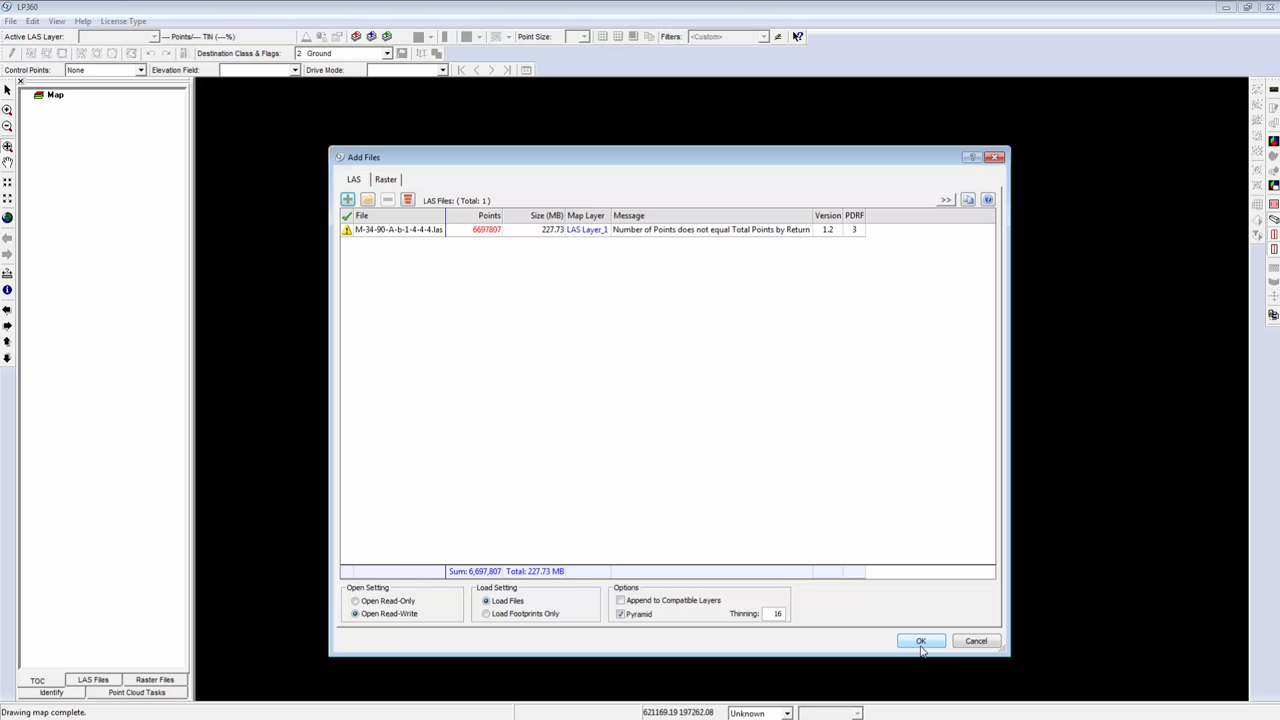 LP360
File Edit View Help License Type
Active LAS Layer: --- Points/--- TIN (---%) Point Size: Filters: <Custom>
Destination Class & Flags: 2 Ground
Control Points: None Elevation Field: Drive Mode:
Map
Add Files
LAS Raster
LAS Files: ( Total: 1 ) >>
File Points Size (MB) Map Layer Message Version PDRF
M-34-90-A-b-1-4-4-4.las 6697807 227.73 LAS Layer_1 Number of Points does not equal Total Points by Return 1.2 3
Sum: 6,697,807 Total: 227.73 MB
Open Setting Load Setting Options
Open Read-Only Load Files Append to Compatible Layers
Open Read-Write Load Footprints Only Pyramid Thinning: 16
OK Cancel
TOC LAS Files Raster Files
Identify Point Cloud Tasks
Drawing map complete. 621169.19 197262.08 Unknown